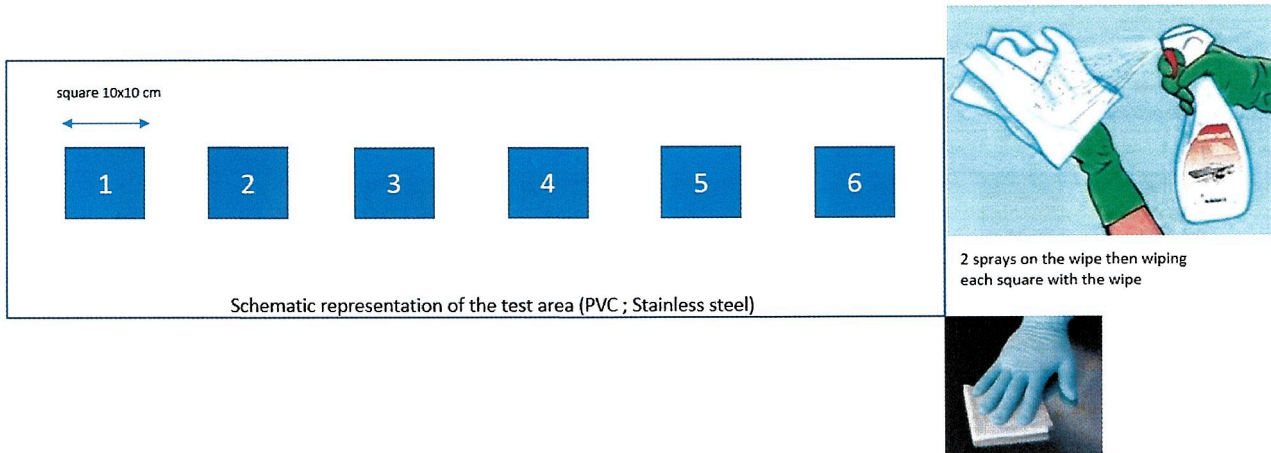 square 10x10 cm
1 2 3 4 5 6
Schematic representation of the test area (PVC ; Stainless steel)
2 sprays on the wipe then wiping
each square with the wipe